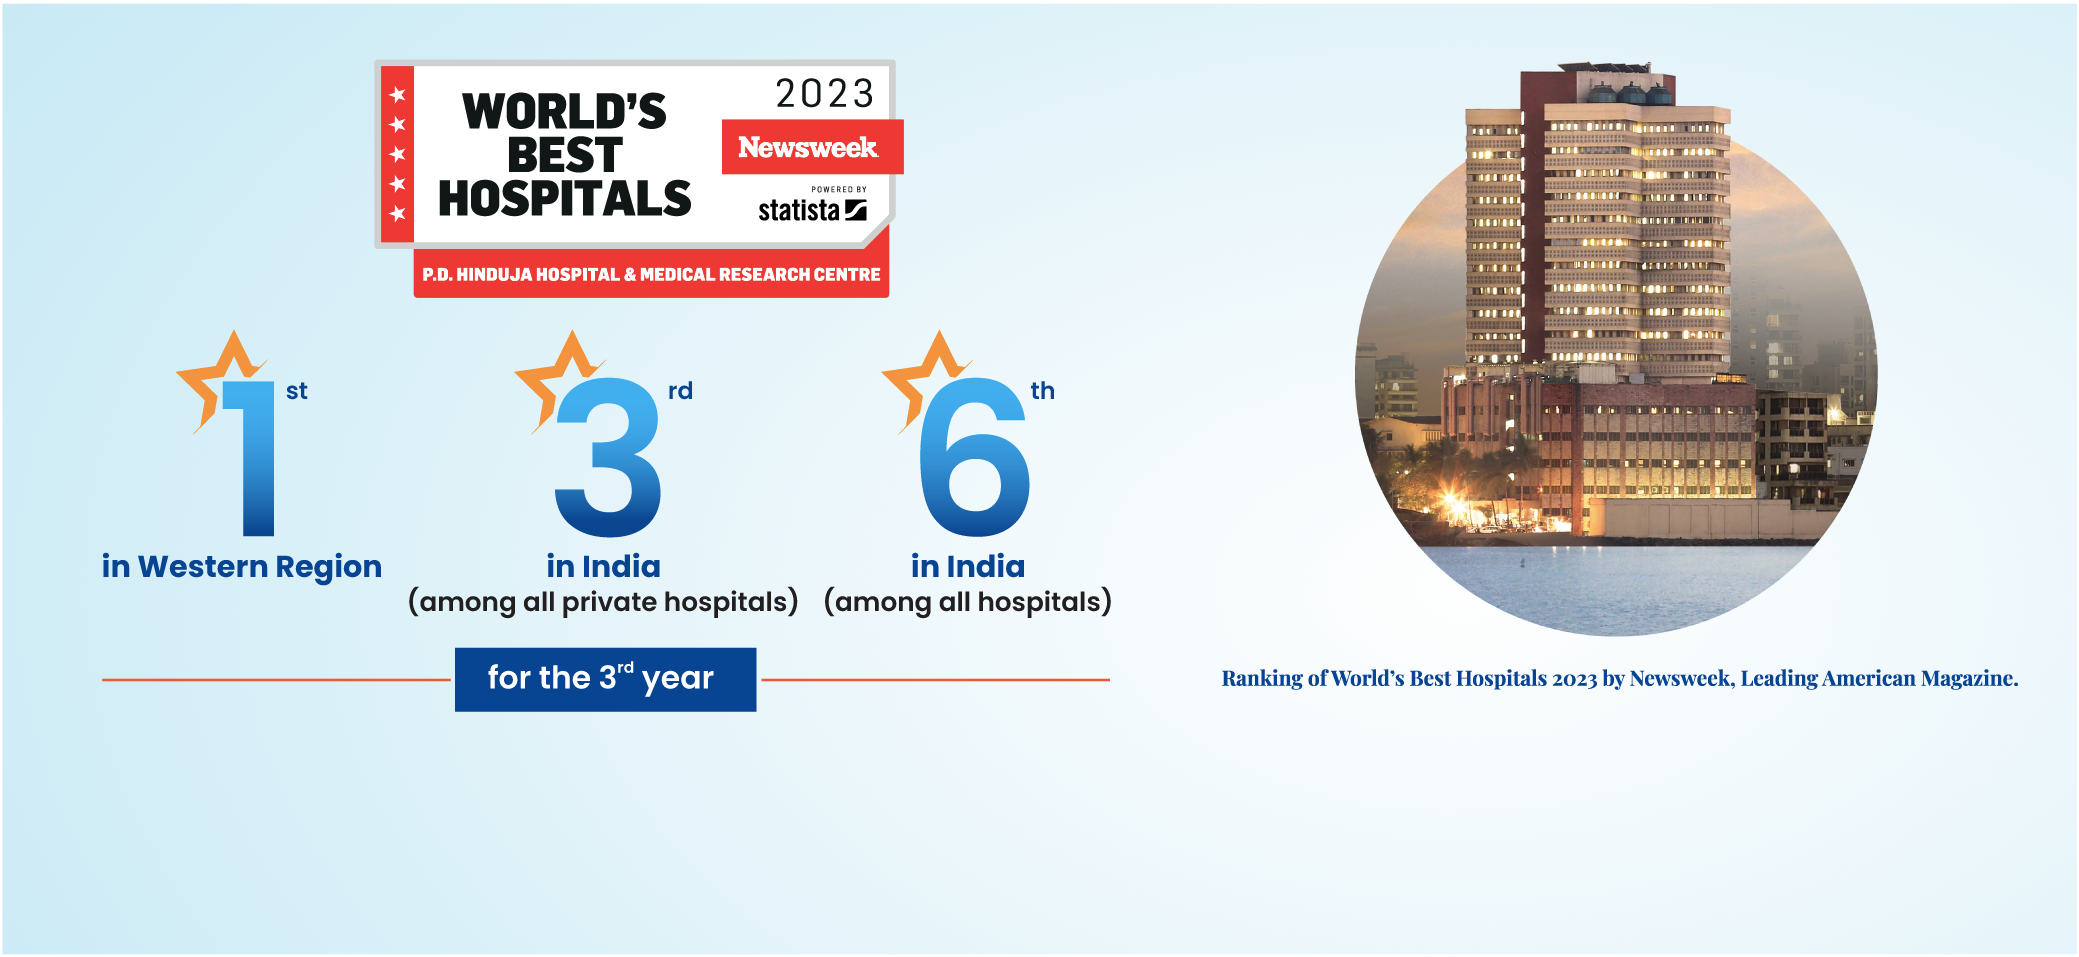 WORLD'S
BEST
HOSPITALS
2023
Newsweek
POWERED BY
statista
P.D. HINDUJA HOSPITAL & MEDICAL RESEARCH CENTRE
1st
in Western Region
3rd
in India
(among all private hospitals)
6th
in India
(among all hospitals)
for the 3rd year
Ranking of World's Best Hospitals 2023 by Newsweek, Leading American Magazine.